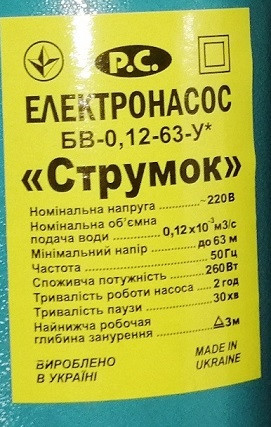 Р.С.
ЕЛЕКТРОНАСОС
БВ-0,12-63-У*
«Струмок»
Номінальна напруга ~220В
Номінальна об'ємна
подача води 0,12х10⁻³м3/с
Мінімальний напір до 63 м
Частота 50Гц
Споживча потужність 260Вт
Тривалість роботи насоса 2 год
Тривалість паузи 30хв
Найнижча робоча
глибина занурення △3м
ВИРОБЛЕНО
В УКРАЇНІ
MADE IN
UKRAINE